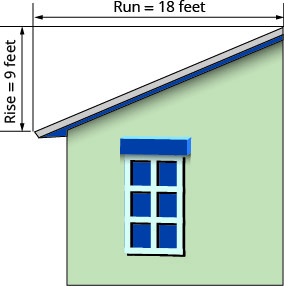 Run = 18 feet
Rise = 9 feet